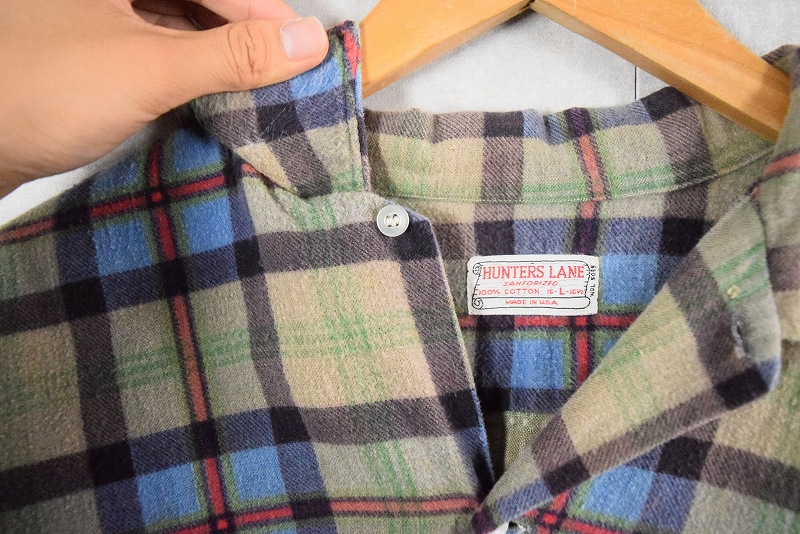 HUNTERS LANE
SANFORIZED
100% COTTON 16-L-16½
MADE IN U.S.A.